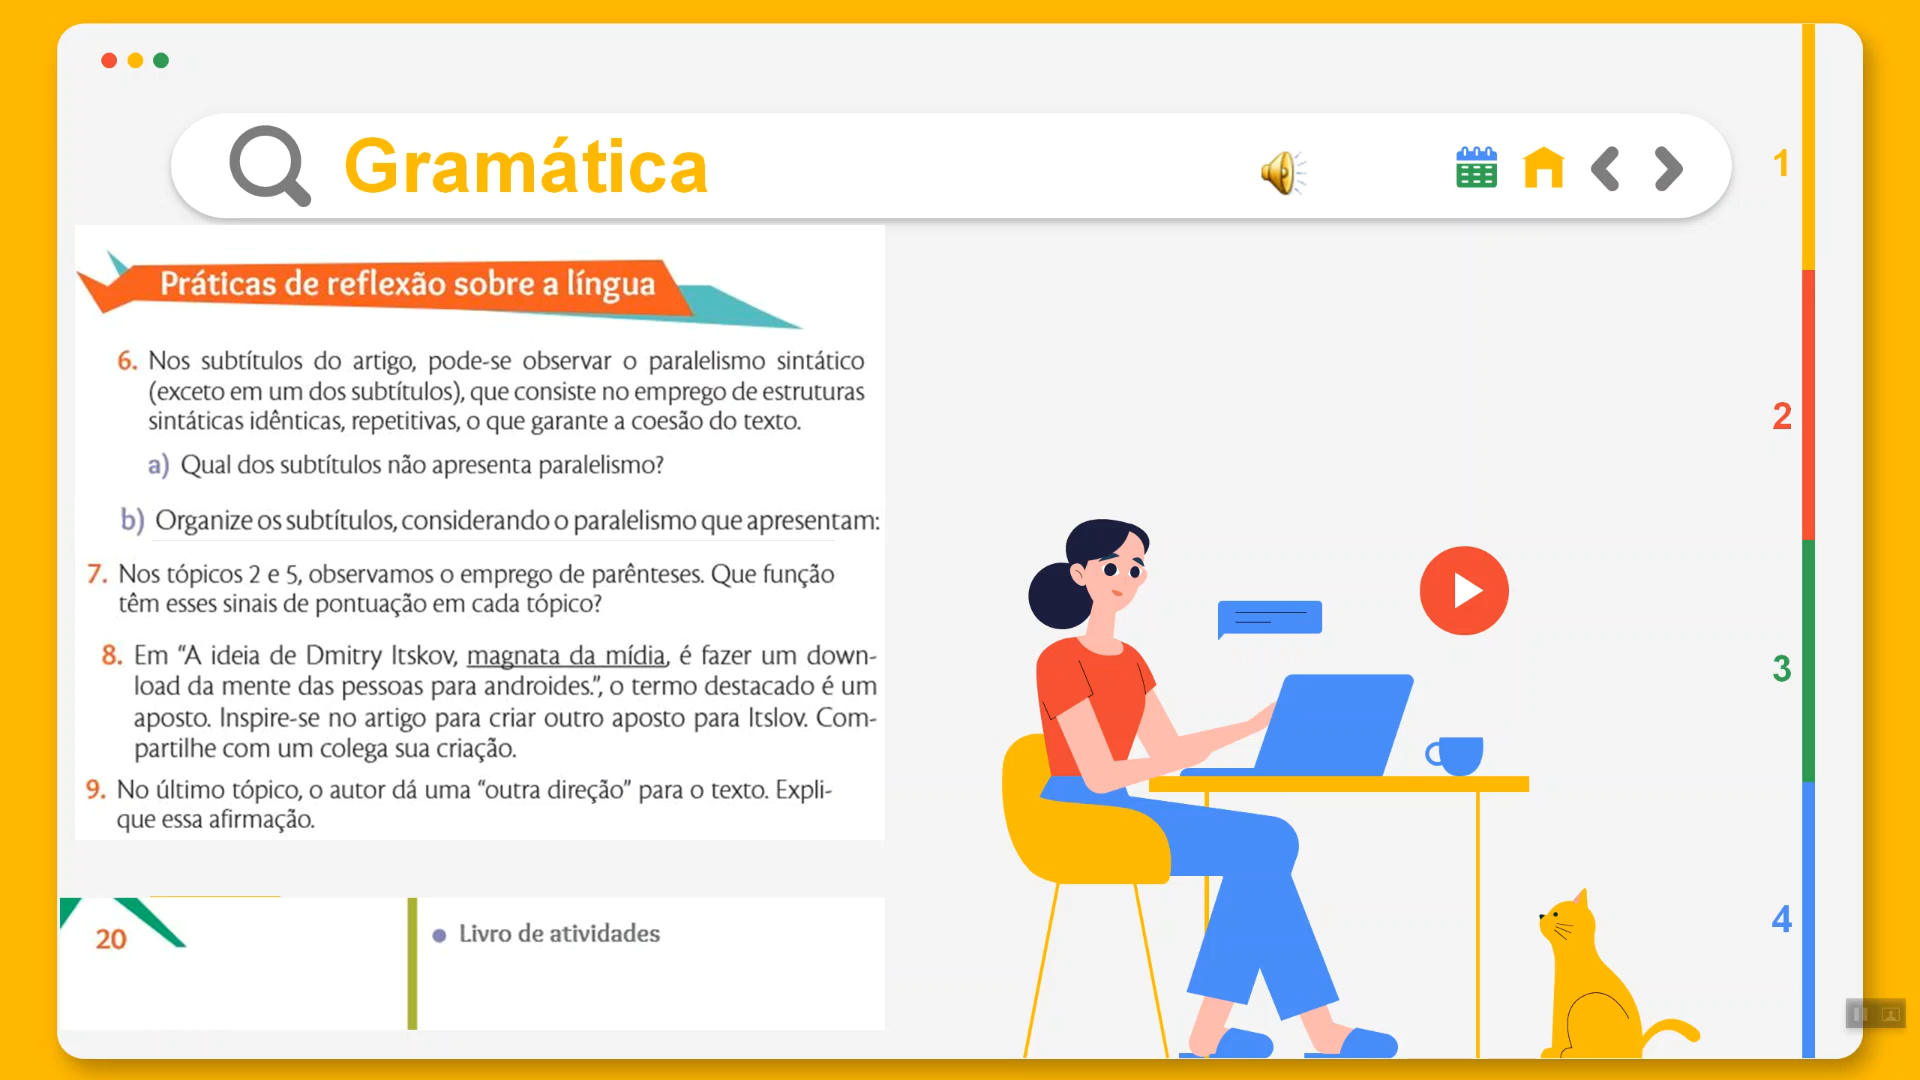 Gramática
1
Práticas de reflexão sobre a língua
6. Nos subtítulos do artigo, pode-se observar o paralelismo sintático
(exceto em um dos subtítulos), que consiste no emprego de estruturas
sintáticas idênticas, repetitivas, o que garante a coesão do texto.
a) Qual dos subtítulos não apresenta paralelismo?
b) Organize os subtítulos, considerando o paralelismo que apresentam:
7. Nos tópicos 2 e 5, observamos o emprego de parênteses. Que função
têm esses sinais de pontuação em cada tópico?
8. Em “A ideia de Dmitry Itskov, magnata da mídia, é fazer um down-
load da mente das pessoas para androides.”, o termo destacado é um
aposto. Inspire-se no artigo para criar outro aposto para Itslov. Com-
partilhe com um colega sua criação.
9. No último tópico, o autor dá uma “outra direção” para o texto. Expli-
que essa afirmação.
20
Livro de atividades
2
3
4